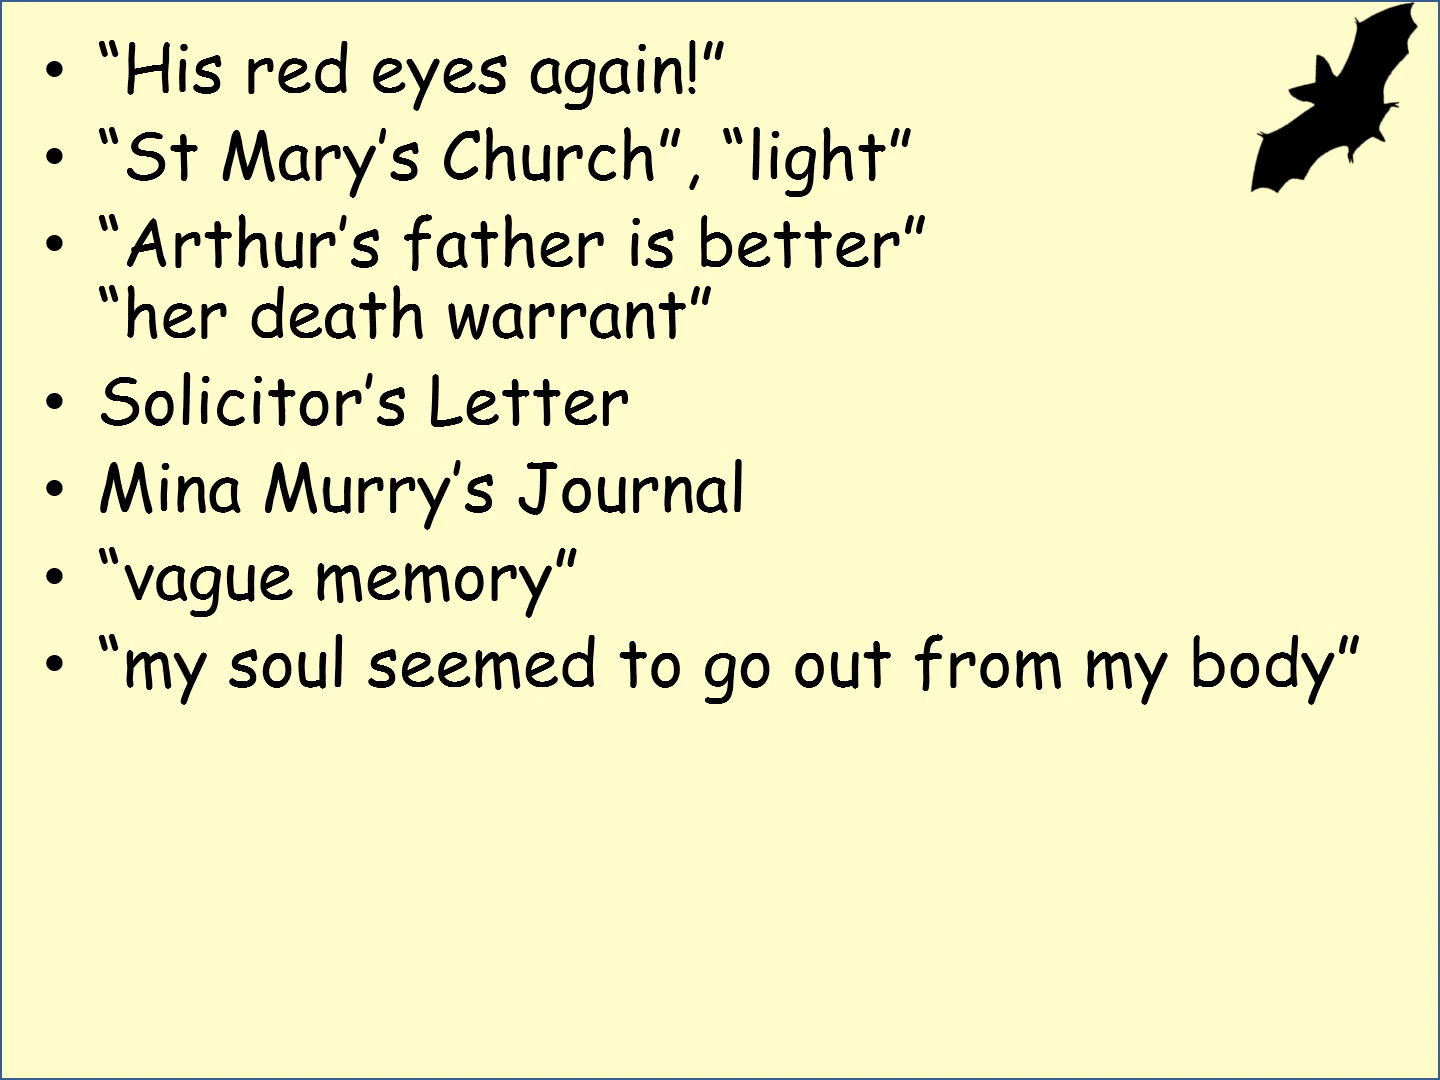 • “His red eyes again!”
• “St Mary’s Church”, “light”
• “Arthur’s father is better”
“her death warrant”
• Solicitor’s Letter
• Mina Murry’s Journal
• “vague memory”
• “my soul seemed to go out from my body”